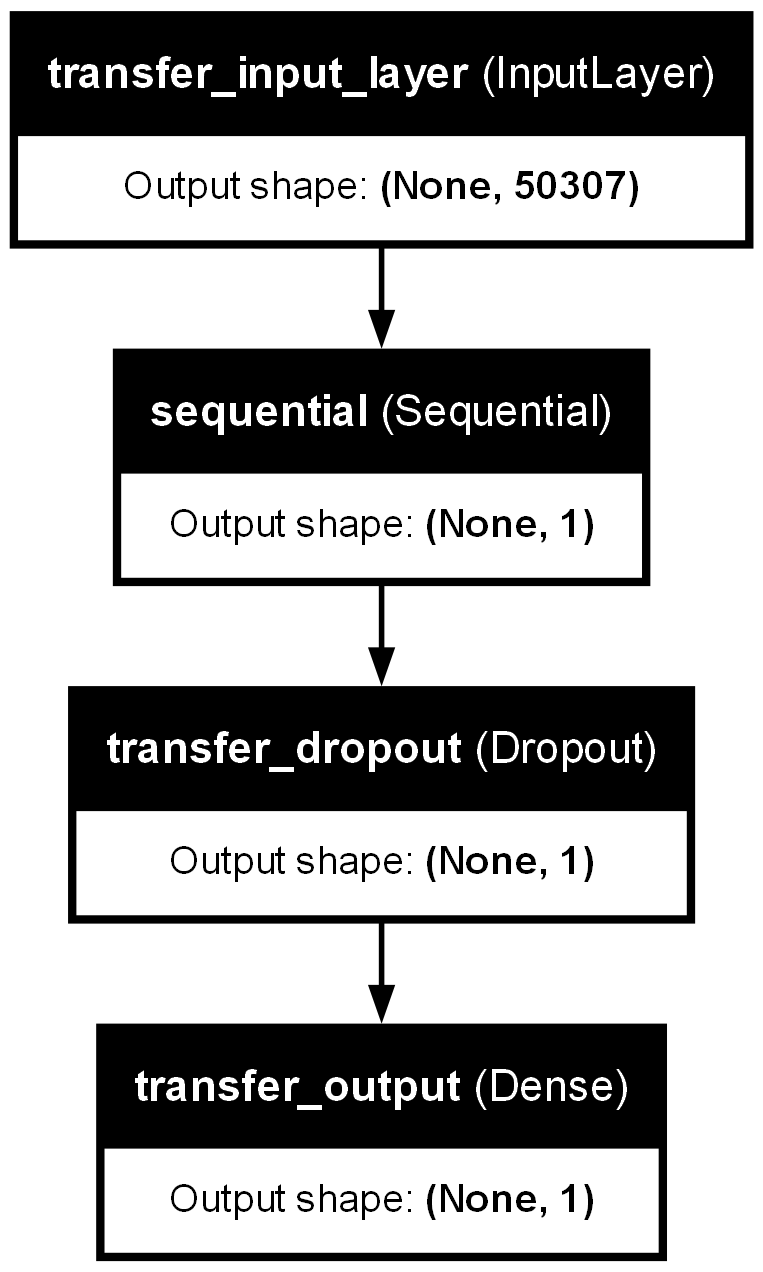 transfer_input_layer (InputLayer)
Output shape: (None, 50307)
sequential (Sequential)
Output shape: (None, 1)
transfer_dropout (Dropout)
Output shape: (None, 1)
transfer_output (Dense)
Output shape: (None, 1)